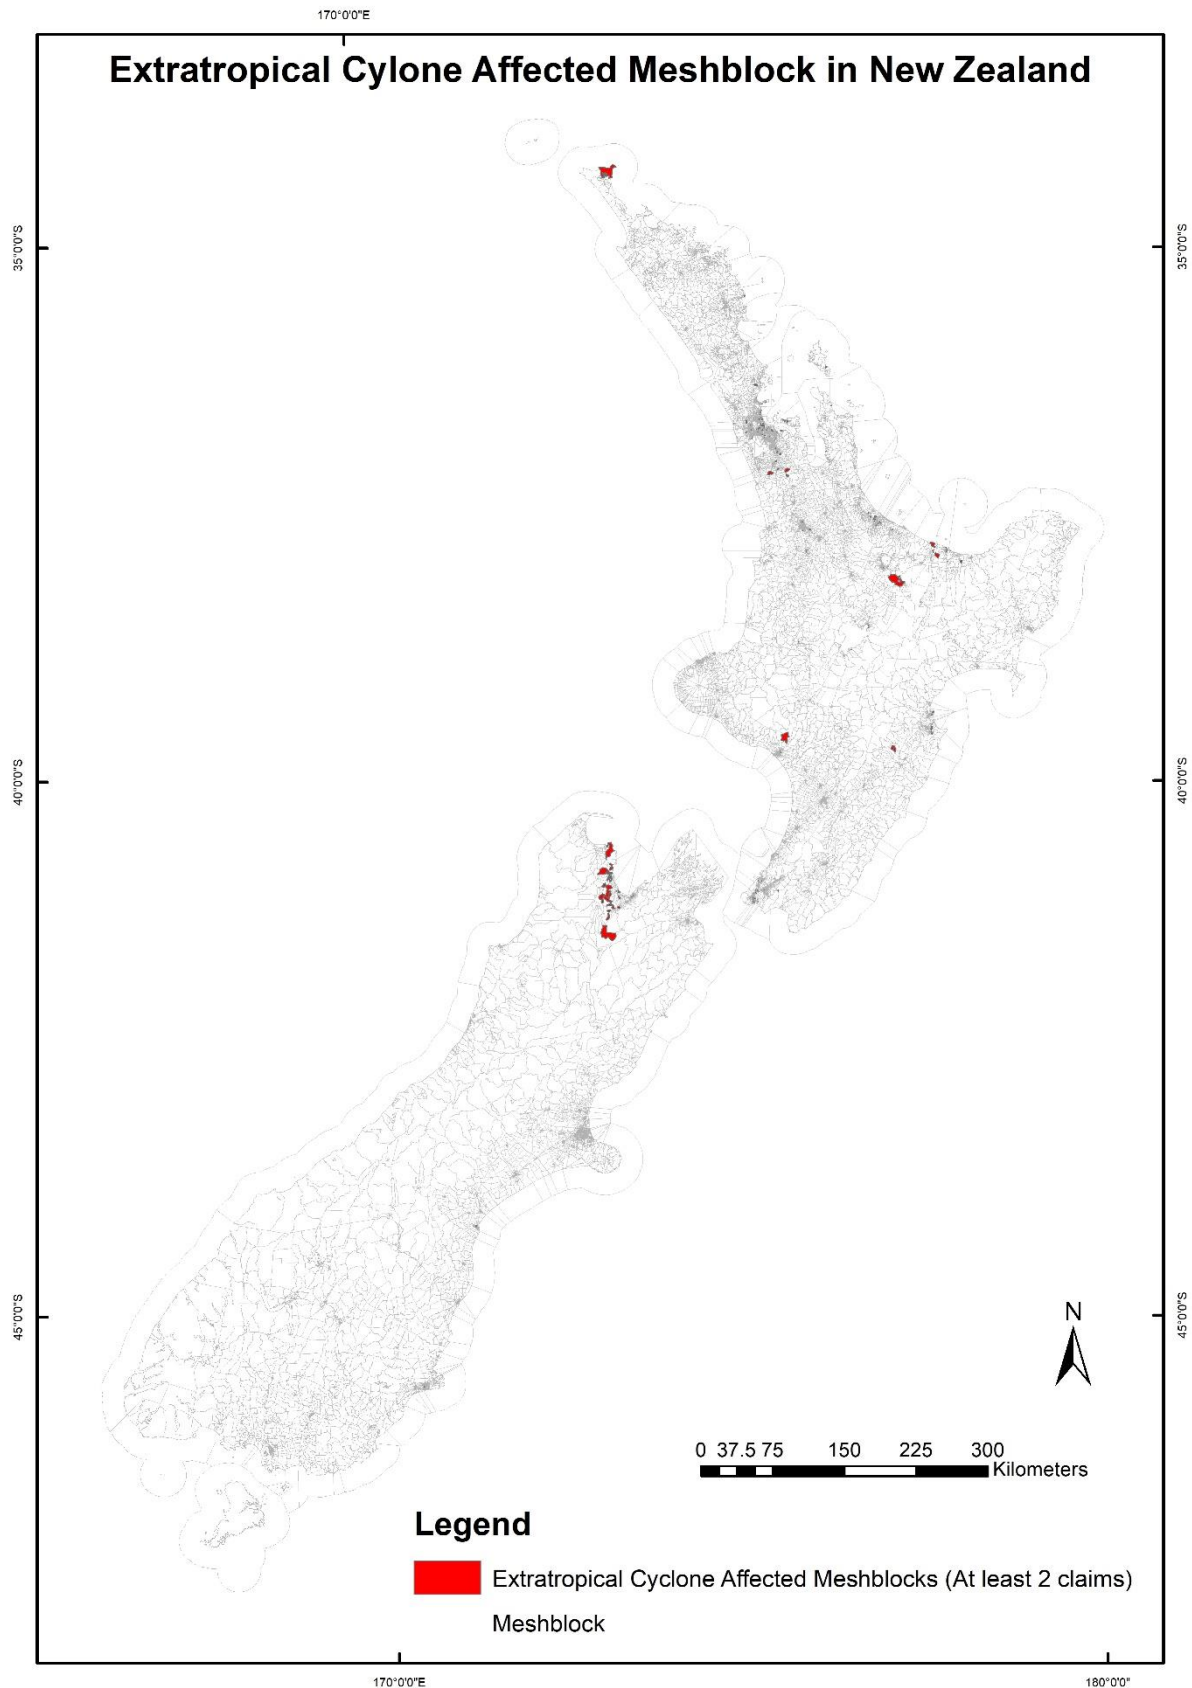 170°0'0"E
Extratropical Cylone Affected Meshblock in New Zealand
35°0'0"S
35°0'0"S
40°0'0"S
40°0'0"S
45°0'0"S
45°0'0"S
N
0 37.5 75 150 225 300
Kilometers
Legend
Extratropical Cyclone Affected Meshblocks (At least 2 claims)
Meshblock
170°0'0"E
180°0'0"